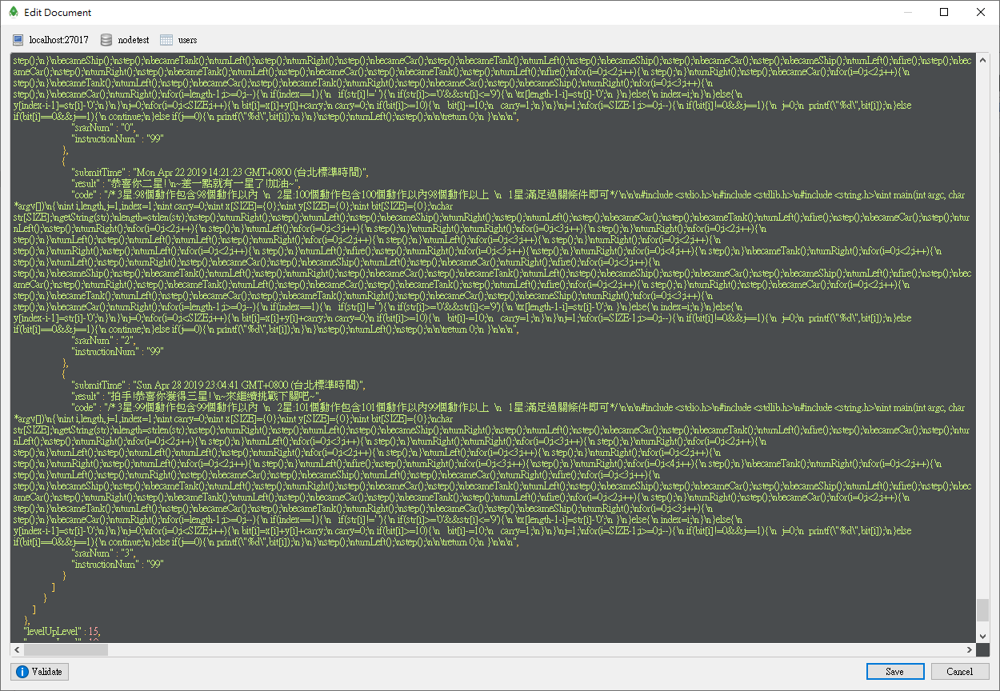 Edit Document
localhost:27017 nodetest users
step();\n}\nbecameShip();\nstep();\nbecameTank();\nturnLeft();\nstep();\nturnRight();\nstep();\nbecameCar();\nstep();\nbecameTank();\nturnLeft();\nstep();\nbecameShip();\nstep();\nbecameCar();\nstep();\nbecameShip();\nturnLeft();\nfire();\nstep();\nbec
ameCar();\nstep();\nturnRight();\nstep();\nbecameTank();\nturnLeft();\nstep();\nbecameCar();\nstep();\nbecameTank();\nstep();\nturnLeft();\nfire();\nfor(i=0;i<2;i++){\n step();\n }\nturnRight();\nstep();\nbecameCar();\nfor(i=0;i<2;i++){\n
step();\n }\nbecameTank();\nturnLeft();\nstep();\nbecameCar();\nstep();\nbecameTank();\nturnRight();\nstep();\nbecameCar();\nstep();\nbecameShip();\nturnRight();\nfor(i=0;i<3;i++){\n
step();\n }\nbecameCar();\nturnRight();\nfor(i=length-1;i>=0;i--){\n if(index==1){\n   if(str[i]!=' '){\n if(str[i]>='0'&&str[i]<='9'){\n \tx[length-1-i]=str[i]-'0';\n }\n }else{\n index=i;\n }\n}else{\n
y[index-i-1]=str[i]-'0';\n }\n }\nj=0;\nfor(i=0;i<SIZE;i++){\n bit[i]=x[i]+y[i]+carry;\n carry=0;\n if(bit[i]>=10){\n   bit[i]-=10;\n   carry=1;\n}\n }\nj=1;\nfor(i=SIZE-1;i>=0;i--){\n if(bit[i]!=0&&j==1){\n  j=0;\n  printf(\"%d\",bit[i]);\n}else
if(bit[i]==0&&j==1){\n continue;\n}else if(j==0){\n printf(\"%d\",bit[i]);\n }\n }\nstep();\nturnLeft();\nstep();\n\n\treturn 0;\n }\n\n\n",
"srarNum" : "0",
"instructionNum" : "99"
},
{
"submitTime" : "Mon Apr 22 2019 14:21:23 GMT+0800 (台北標準時間)",
"result" : "恭喜你二星! \n~差一點就有一星了!加油~",
"code" : "/* 3星:98個動作包含98個動作以內  \n   2星:100個動作包含100個動作以內98個動作以上  \n   1星:滿足過關條件即可*/ \n\n\n#include <stdio.h>\n#include <stdlib.h>\n#include <string.h>\nint main(int argc, char
*argv[])\n{\nint i,length,j=1,index=1;\nint carry=0;\nint x[SIZE]={0};\nint y[SIZE]={0};\nint bit[SIZE]={0};\nchar
str[SIZE];\ngetString(str);\nlength=strlen(str);\nstep();\nturnRight();\nstep();\nturnLeft();\nstep();\nbecameShip();\nturnRight();\nstep();\nturnLeft();\nstep();\nbecameCar();\nstep();\nbecameTank();\nturnLeft();\nfire();\nstep();\nbecameCar();\nstep();\ntur
nLeft();\nstep();\nturnRight();\nfor(i=0;i<2;i++){\n step();\n }\nturnLeft();\nfor(i=0;i<3;i++){\n step();\n }\nturnRight();\nturnRight();\nfor(i=0;i<3;i++){\n step();\n }\nturnRight();\nfor(i=0;i<2;i++){\n
step();\n }\nturnLeft();\nstep();\nturnLeft();\nturnLeft();\nstep();\nturnRight();\nfor(i=0;i<2;i++){\n step();\n }\nturnLeft();\nfor(i=0;i<3;i++){\n step();\n }\nturnRight();\nfor(i=0;i<2;i++){\n
step();\n }\nturnRight();\nstep();\nturnLeft();\nfor(i=0;i<2;i++){\n step();\n }\nturnLeft();\nfire();\nstep();\nturnRight();\nfor(i=0;i<3;i++){\nstep();\n }\nturnRight();\nfor(i=0;i<4;i++){\n step();\n }\nbecameTank();\nturnRight();\nfor(i=0;i<2;i++){\n
step();\n }\nturnLeft();\nstep();\nturnRight();\nstep();\nbecameCar();\nstep();\nbecameShip();\nturnLeft();\nstep();\nbecameCar();\nturnRight();\nfire();\nfor(i=0;i<3;i++){\n
step();\n }\nbecameShip();\nstep();\nbecameTank();\nturnLeft();\nstep();\nturnRight();\nstep();\nbecameCar();\nstep();\nbecameTank();\nturnLeft();\nstep();\nbecameShip();\nstep();\nbecameCar();\nstep();\nbecameShip();\nturnLeft();\nfire();\nstep();\nbec
ameCar();\nstep();\nturnRight();\nstep();\nbecameTank();\nturnLeft();\nstep();\nbecameCar();\nstep();\nbecameTank();\nstep();\nturnLeft();\nfire();\nfor(i=0;i<2;i++){\n step();\n }\nturnRight();\nstep();\nbecameCar();\nfor(i=0;i<2;i++){\n
step();\n }\nbecameTank();\nturnLeft();\nstep();\nbecameCar();\nstep();\nbecameTank();\nturnRight();\nstep();\nbecameCar();\nstep();\nbecameShip();\nturnRight();\nfor(i=0;i<3;i++){\n
step();\n }\nbecameCar();\nturnRight();\nfor(i=length-1;i>=0;i--){\n if(index==1){\n   if(str[i]!=' '){\n if(str[i]>='0'&&str[i]<='9'){\n \tx[length-1-i]=str[i]-'0';\n }\n }else{\n index=i;\n }\n}else{\n
y[index-i-1]=str[i]-'0';\n }\n }\nj=0;\nfor(i=0;i<SIZE;i++){\n bit[i]=x[i]+y[i]+carry;\n carry=0;\n if(bit[i]>=10){\n   bit[i]-=10;\n   carry=1;\n}\n }\nj=1;\nfor(i=SIZE-1;i>=0;i--){\n if(bit[i]!=0&&j==1){\n  j=0;\n  printf(\"%d\",bit[i]);\n}else
if(bit[i]==0&&j==1){\n continue;\n}else if(j==0){\n printf(\"%d\",bit[i]);\n }\n }\nstep();\nturnLeft();\nstep();\n\n\treturn 0;\n }\n\n\n",
"srarNum" : "2",
"instructionNum" : "99"
},
{
"submitTime" : "Sun Apr 28 2019 23:04:41 GMT+0800 (台北標準時間)",
"result" : "拍手!恭喜你獲得三星! \n~來繼續挑戰下關吧~",
"code" : "/* 3星:99個動作包含99個動作以內  \n   2星:101個動作包含101個動作以內99個動作以上  \n   1星:滿足過關條件即可*/ \n\n\n#include <stdio.h>\n#include <stdlib.h>\n#include <string.h>\nint main(int argc, char
*argv[])\n{\nint i,length,j=1,index=1;\nint carry=0;\nint x[SIZE]={0};\nint y[SIZE]={0};\nint bit[SIZE]={0};\nchar
str[SIZE];\ngetString(str);\nlength=strlen(str);\nstep();\nturnRight();\nstep();\nturnLeft();\nstep();\nbecameShip();\nturnRight();\nstep();\nturnLeft();\nstep();\nbecameCar();\nstep();\nbecameTank();\nturnLeft();\nfire();\nstep();\nbecameCar();\nstep();\ntur
nLeft();\nstep();\nturnRight();\nfor(i=0;i<2;i++){\n step();\n }\nturnLeft();\nfor(i=0;i<3;i++){\n step();\n }\nturnRight();\nturnRight();\nfor(i=0;i<3;i++){\n step();\n }\nturnRight();\nfor(i=0;i<2;i++){\n
step();\n }\nturnLeft();\nstep();\nturnLeft();\nturnLeft();\nstep();\nturnRight();\nfor(i=0;i<2;i++){\n step();\n }\nturnLeft();\nfor(i=0;i<3;i++){\n step();\n }\nturnRight();\nfor(i=0;i<2;i++){\n
step();\n }\nturnRight();\nstep();\nturnLeft();\nfor(i=0;i<2;i++){\n step();\n }\nturnLeft();\nfire();\nstep();\nturnRight();\nfor(i=0;i<3;i++){\nstep();\n }\nturnRight();\nfor(i=0;i<4;i++){\n step();\n }\nbecameTank();\nturnRight();\nfor(i=0;i<2;i++){\n
step();\n }\nturnLeft();\nstep();\nturnRight();\nstep();\nbecameCar();\nstep();\nbecameShip();\nturnLeft();\nstep();\nbecameCar();\nturnRight();\nfire();\nfor(i=0;i<3;i++){\n
step();\n }\nbecameShip();\nstep();\nbecameTank();\nturnLeft();\nstep();\nturnRight();\nstep();\nbecameCar();\nstep();\nbecameTank();\nturnLeft();\nstep();\nbecameShip();\nstep();\nbecameCar();\nstep();\nbecameShip();\nturnLeft();\nfire();\nstep();\nbec
ameCar();\nstep();\nturnRight();\nstep();\nbecameTank();\nturnLeft();\nstep();\nbecameCar();\nstep();\nbecameTank();\nstep();\nturnLeft();\nfire();\nfor(i=0;i<2;i++){\n step();\n }\nturnRight();\nstep();\nbecameCar();\nfor(i=0;i<2;i++){\n
step();\n }\nbecameTank();\nturnLeft();\nstep();\nbecameCar();\nstep();\nbecameTank();\nturnRight();\nstep();\nbecameCar();\nstep();\nbecameShip();\nturnRight();\nfor(i=0;i<3;i++){\n
step();\n }\nbecameCar();\nturnRight();\nfor(i=length-1;i>=0;i--){\n if(index==1){\n   if(str[i]!=' '){\n if(str[i]>='0'&&str[i]<='9'){\n \tx[length-1-i]=str[i]-'0';\n }\n }else{\n index=i;\n }\n}else{\n
y[index-i-1]=str[i]-'0';\n }\n }\nj=0;\nfor(i=0;i<SIZE;i++){\n bit[i]=x[i]+y[i]+carry;\n carry=0;\n if(bit[i]>=10){\n   bit[i]-=10;\n   carry=1;\n}\n }\nj=1;\nfor(i=SIZE-1;i>=0;i--){\n if(bit[i]!=0&&j==1){\n  j=0;\n  printf(\"%d\",bit[i]);\n}else
if(bit[i]==0&&j==1){\n continue;\n}else if(j==0){\n printf(\"%d\",bit[i]);\n }\n }\nstep();\nturnLeft();\nstep();\n\n\treturn 0;\n }\n\n\n",
"srarNum" : "3",
"instructionNum" : "99"
}
]
}
]
},
"levelUpLevel" : 15,
Validate Save Cancel